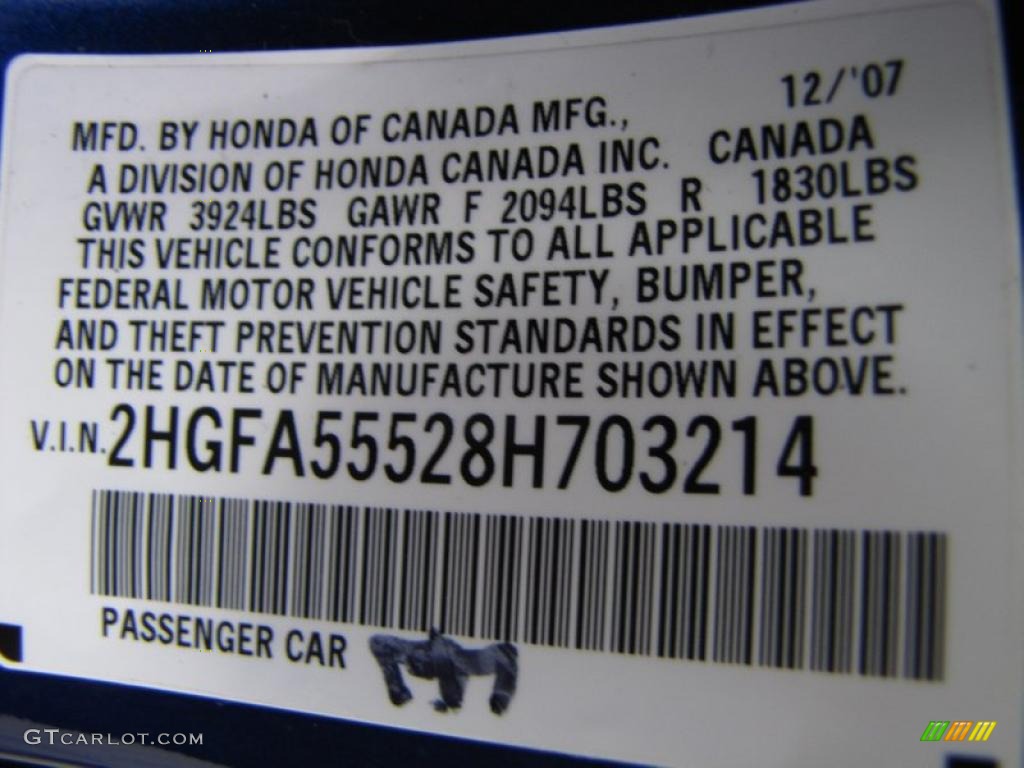 12/'07
MFD. BY HONDA OF CANADA MFG.,
A DIVISION OF HONDA CANADA INC. CANADA
GVWR 3924LBS GAWR F 2094LBS R 1830LBS
THIS VEHICLE CONFORMS TO ALL APPLICABLE
FEDERAL MOTOR VEHICLE SAFETY, BUMPER,
AND THEFT PREVENTION STANDARDS IN EFFECT
ON THE DATE OF MANUFACTURE SHOWN ABOVE.
V.I.N. 2HGFA55528H703214
PASSENGER CAR
GTCARLOT.COM